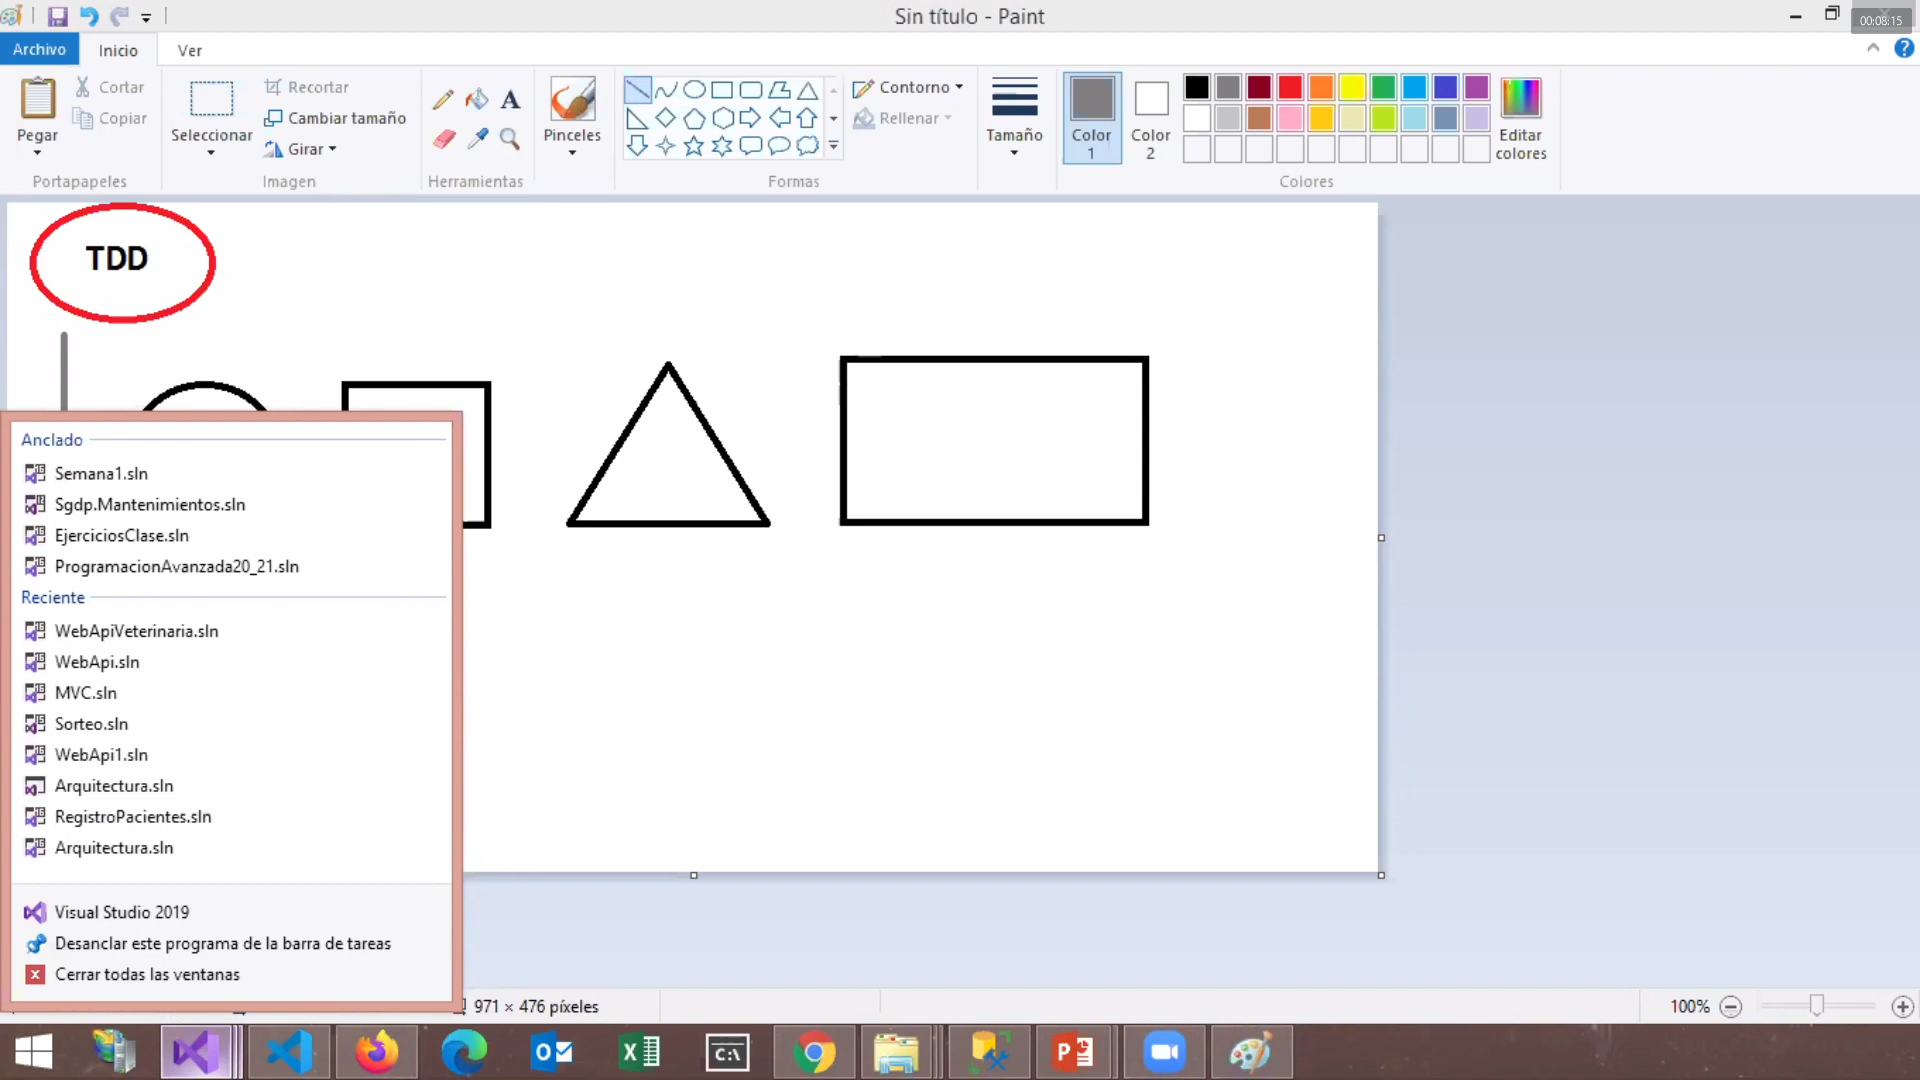 Sin título - Paint
00:08:15
Archivo
Inicio
Ver
Pegar
Cortar
Copiar
Portapapeles
Seleccionar
Recortar
Cambiar tamaño
Girar
Imagen
A
Herramientas
Pinceles
Formas
Contorno
Rellenar
Tamaño
Color
1
Color
2
Editar
colores
Colores
TDD
Anclado
Semana1.sln
Sgdp.Mantenimientos.sln
EjerciciosClase.sln
ProgramacionAvanzada20_21.sln
Reciente
WebApiVeterinaria.sln
WebApi.sln
MVC.sln
Sorteo.sln
WebApi1.sln
Arquitectura.sln
RegistroPacientes.sln
Arquitectura.sln
Visual Studio 2019
Desanclar este programa de la barra de tareas
Cerrar todas las ventanas
971 × 476 píxeles
100%
C:\